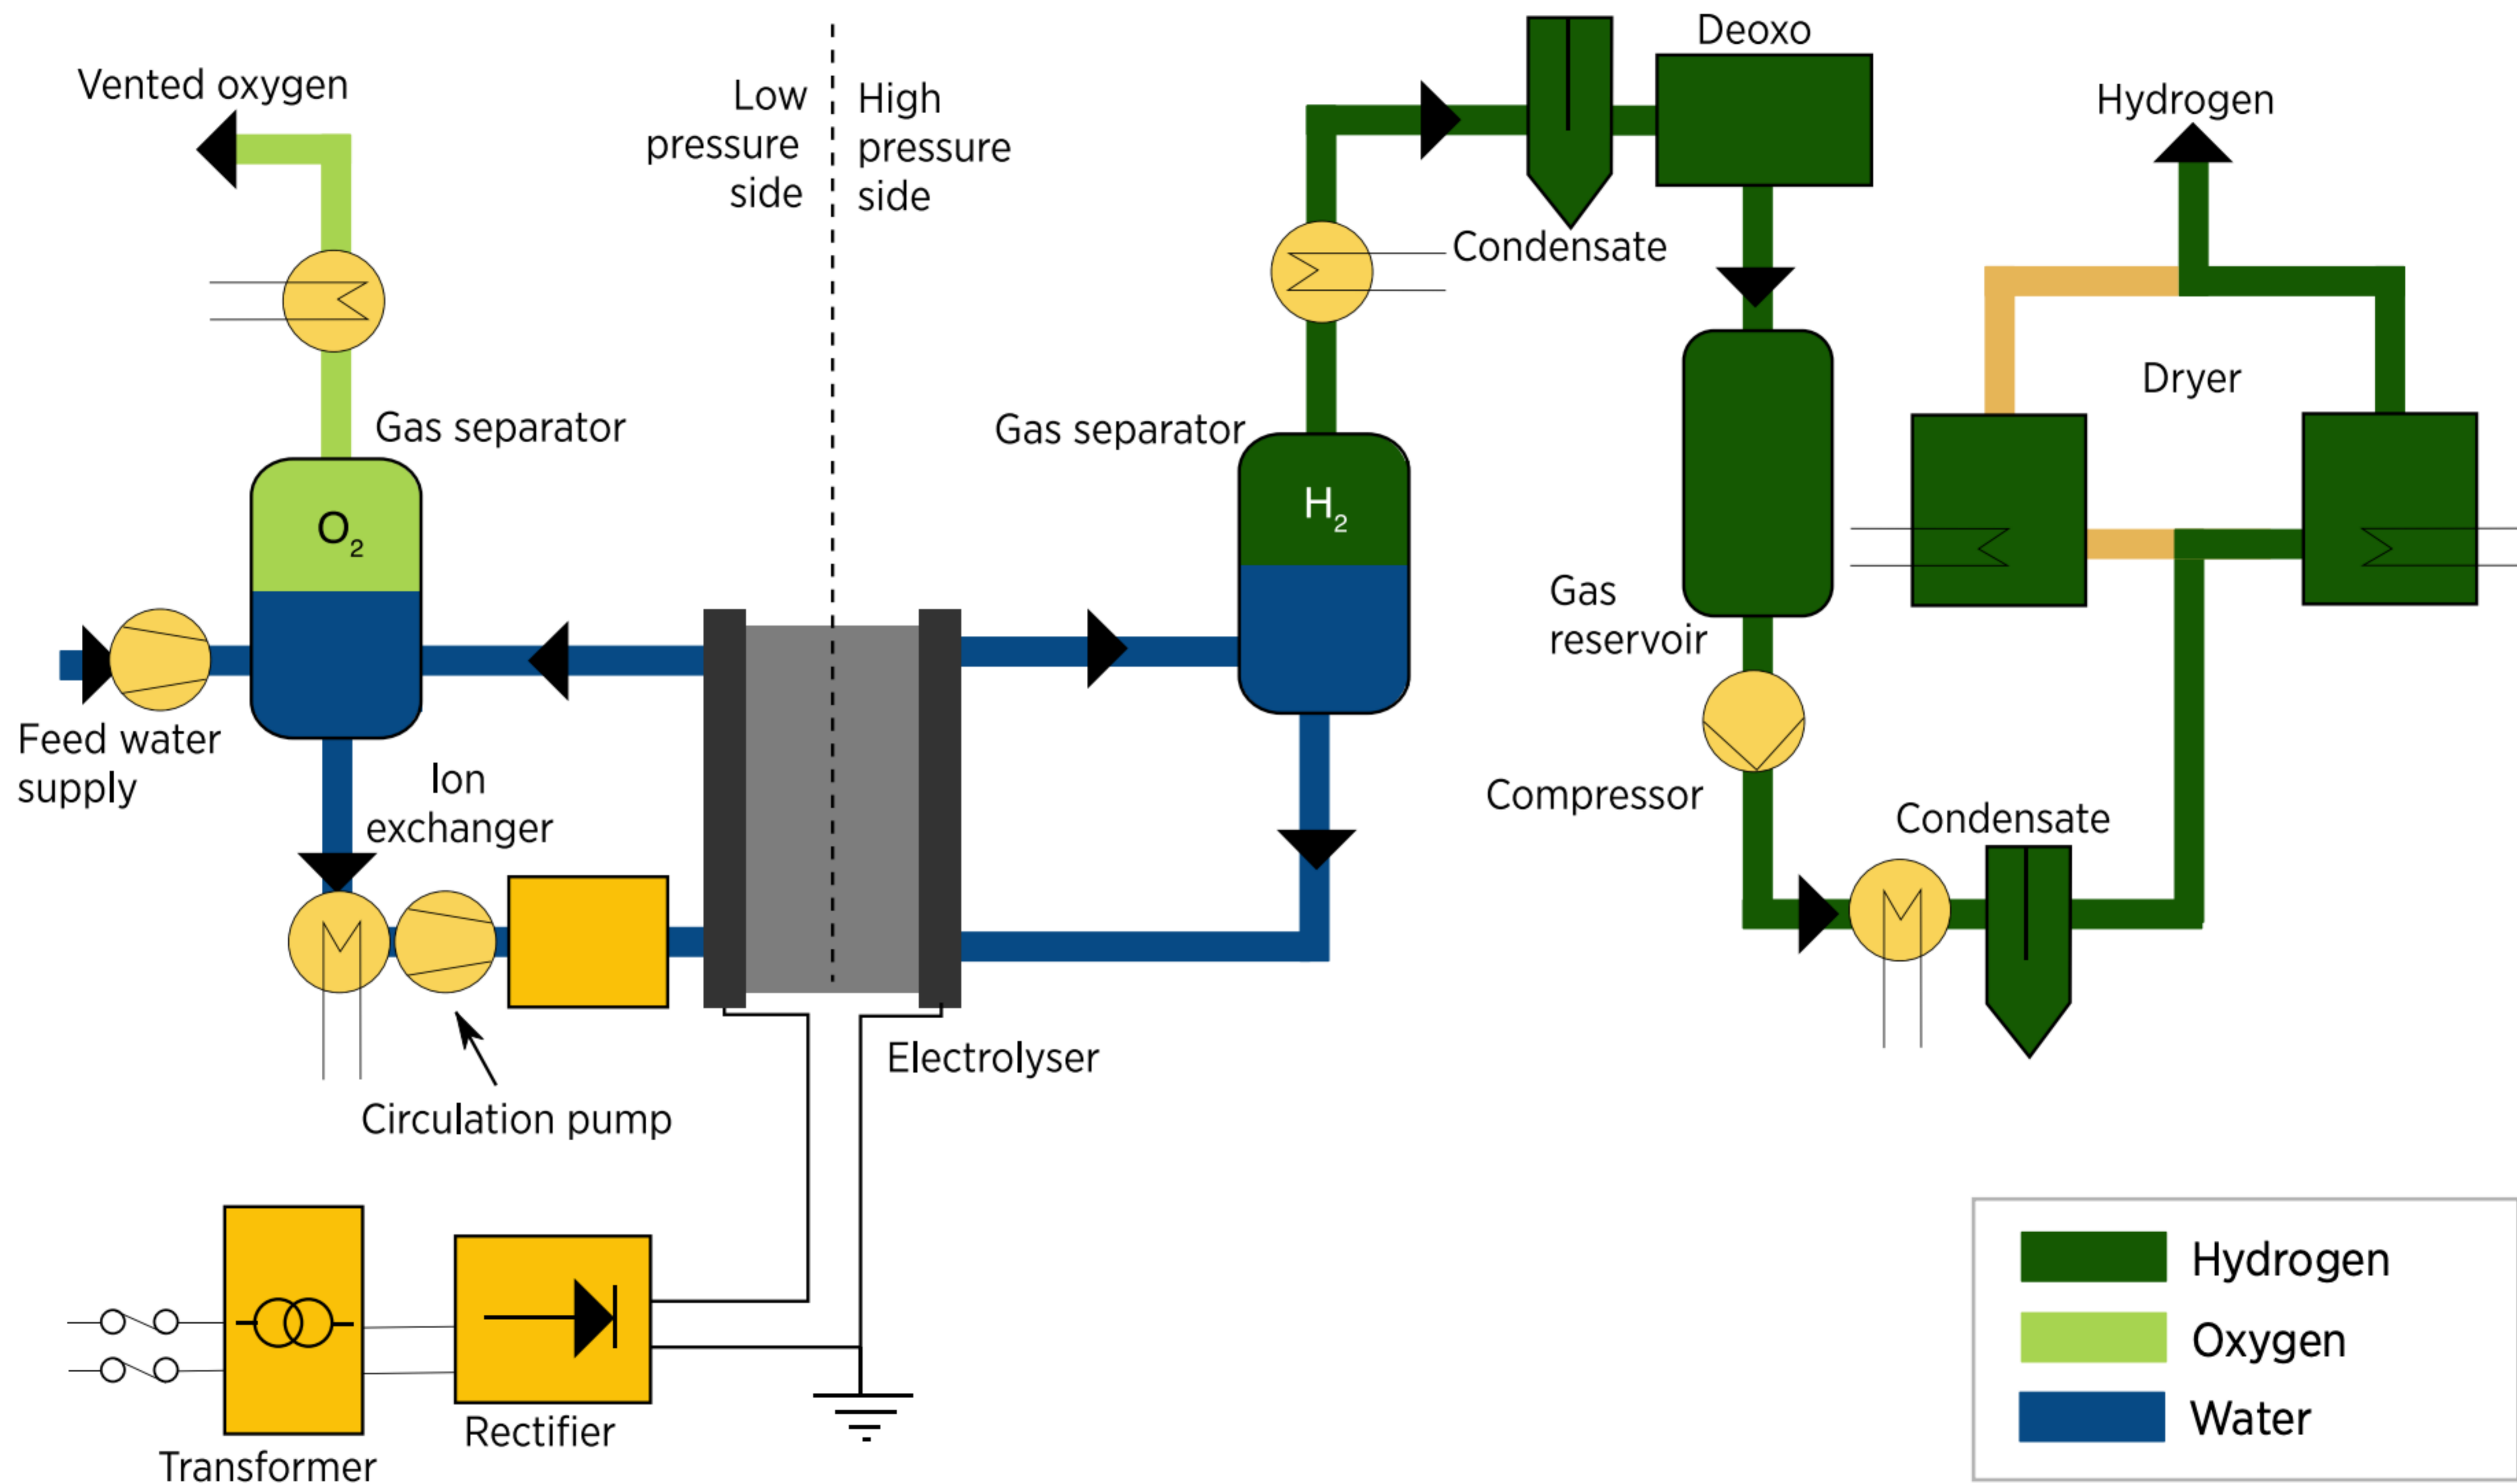 Vented oxygen
Low
pressure
side
High
pressure
side
Deoxo
Condensate
Hydrogen
Gas separator
O2
Gas separator
H2
Dryer
Feed water
supply
Ion
exchanger
Gas
reservoir
Compressor
Condensate
Circulation pump
Electrolyser
Transformer
Rectifier
Hydrogen
Oxygen
Water